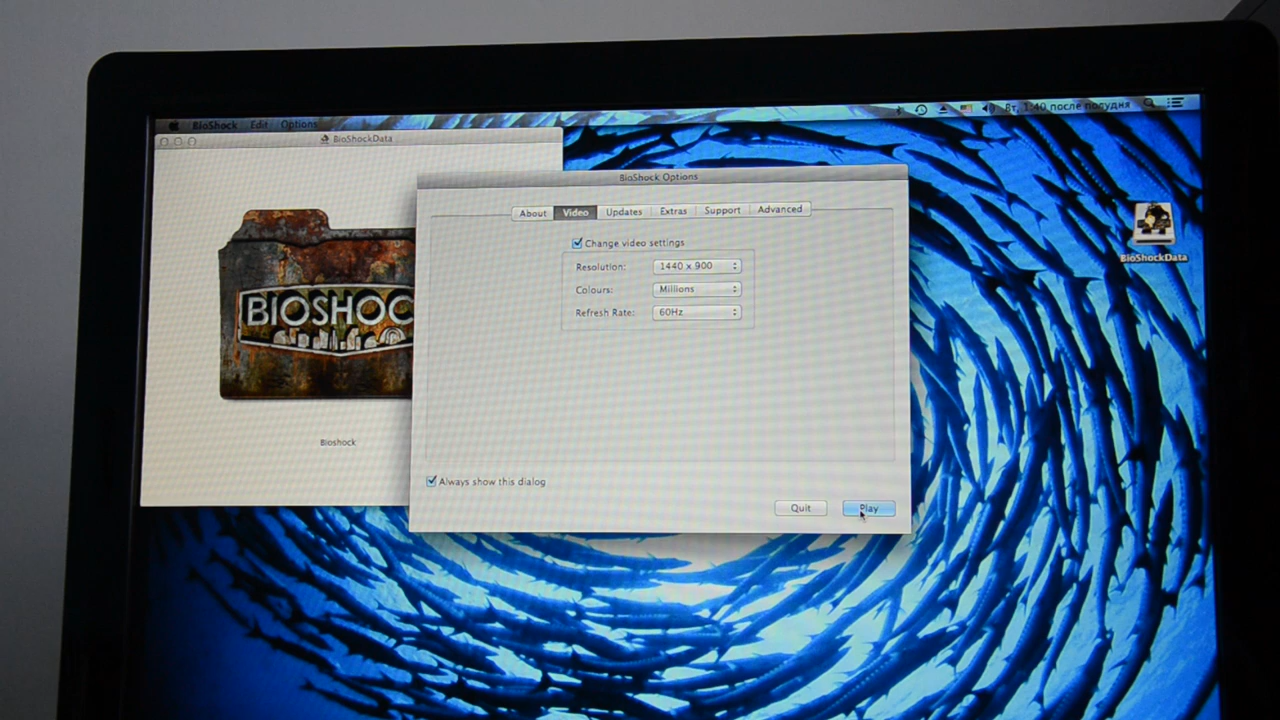 BioShock Edit Options
Вт, 1:40 после полудня
BioShockData
BIOSHOC
Bioshock
BioShock Options
About Video Updates Extras Support Advanced
Change video settings
Resolution: 1440 x 900
Colours: Millions
Refresh Rate: 60Hz
Always show this dialog
Quit Play
BioShockData